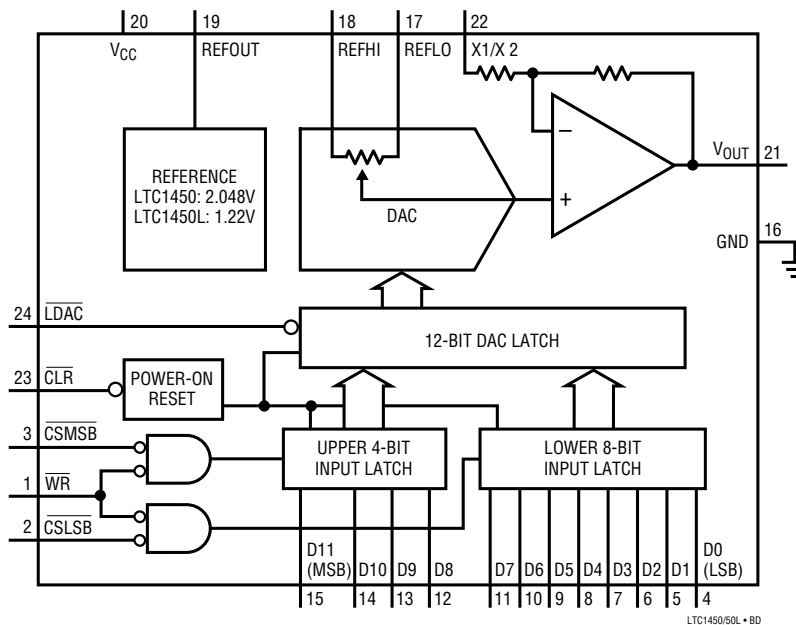 20 19 18 17 22
VCC REFOUT REFHI REFLO X1/X 2
REFERENCE
LTC1450: 2.048V
LTC1450L: 1.22V
DAC
−
+
VOUT 21
16
GND
24 LDAC
12-BIT DAC LATCH
23 CLR
POWER-ON
RESET
3 CSMSB
1 WR
2 CSLSB
UPPER 4-BIT
INPUT LATCH
LOWER 8-BIT
INPUT LATCH
D11
(MSB) D10 D9 D8 D7 D6 D5 D4 D3 D2 D1 D0
(LSB)
15 14 13 12 11 10 9 8 7 6 5 4
LTC1450/50L • BD